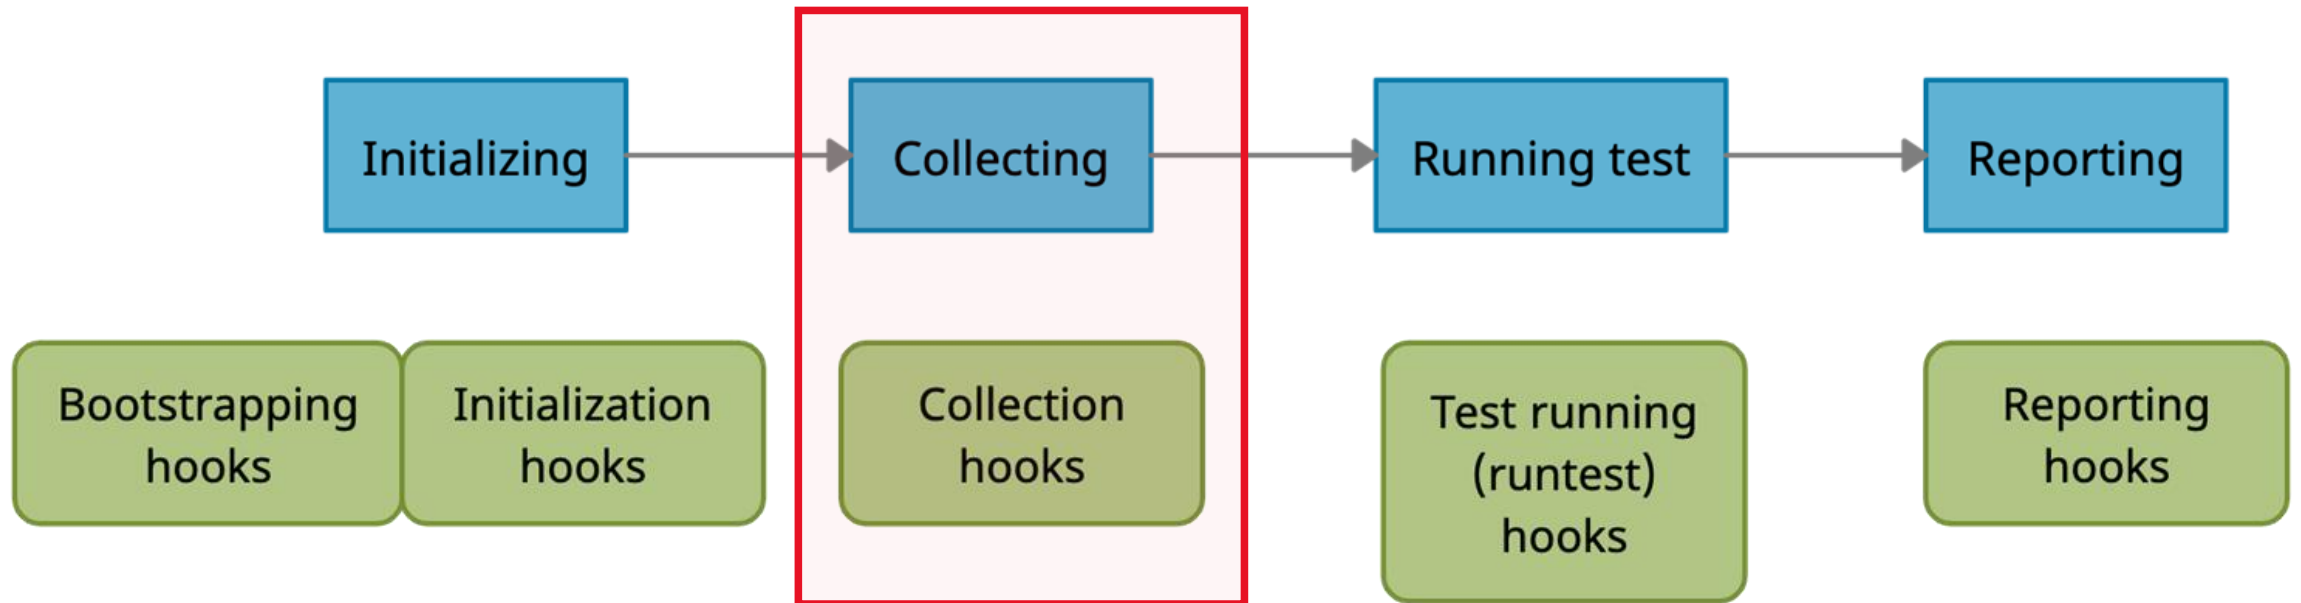 Initializing
Collecting
Running test
Reporting
Bootstrapping
hooks
Initialization
hooks
Collection
hooks
Test running
(runtest)
hooks
Reporting
hooks